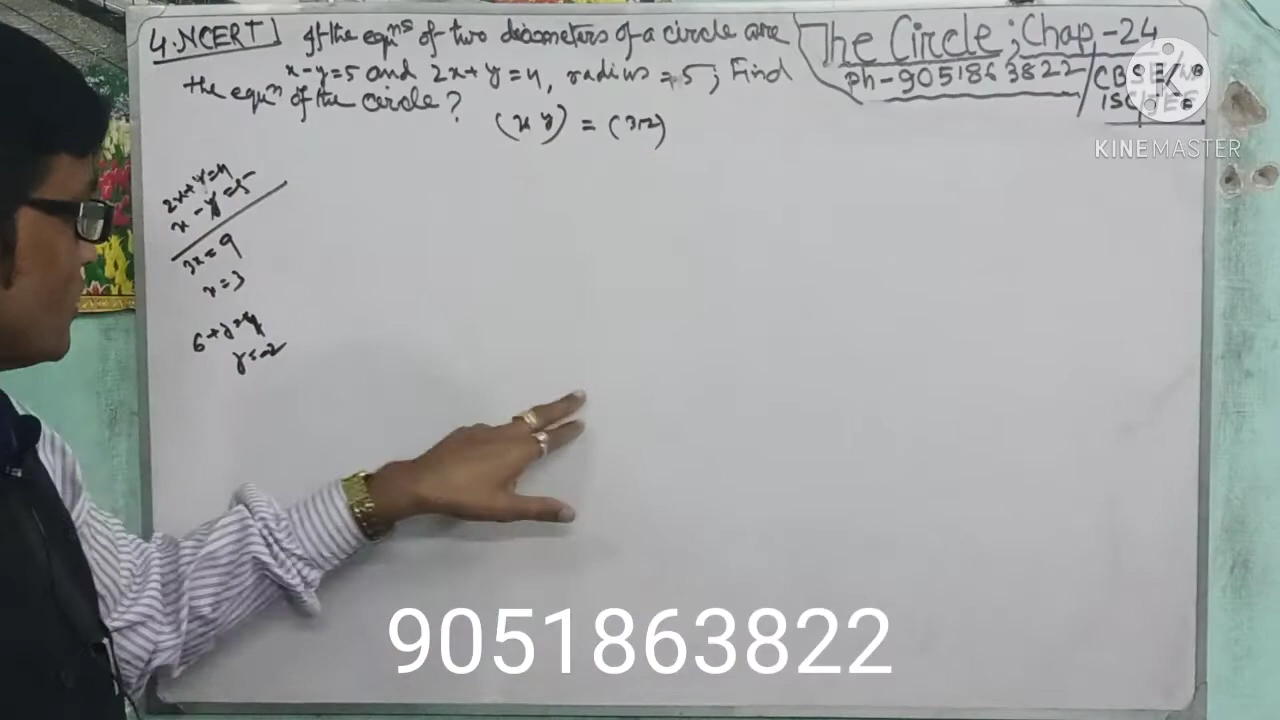 4. NCERT] If the eqns of two diameters of a circle are
x-y=5 and 2x+y=4, radius = 5; Find
the eqn of the circle?
The Circle; Chap-24
ph-9051863822/CBSE
ISC/JEE
K
KINEMASTER
(x y) = (3,-2)
2x+y=4
x-y=5
3x=9
x=3
6+y=4
y=-2
9051863822